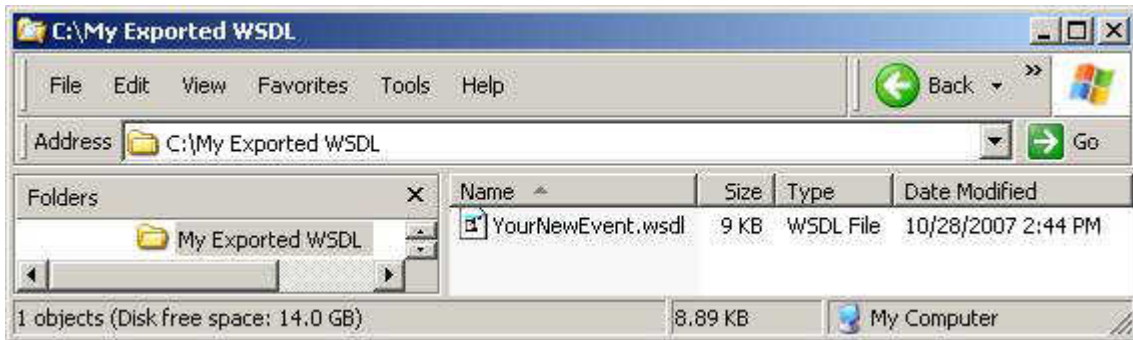 C:\My Exported WSDL
File Edit View Favorites Tools Help Back »
Address C:\My Exported WSDL Go
Folders Name Size Type Date Modified
My Exported WSDL YourNewEvent.wsdl 9 KB WSDL File 10/28/2007 2:44 PM
1 objects (Disk free space: 14.0 GB) 8.89 KB My Computer